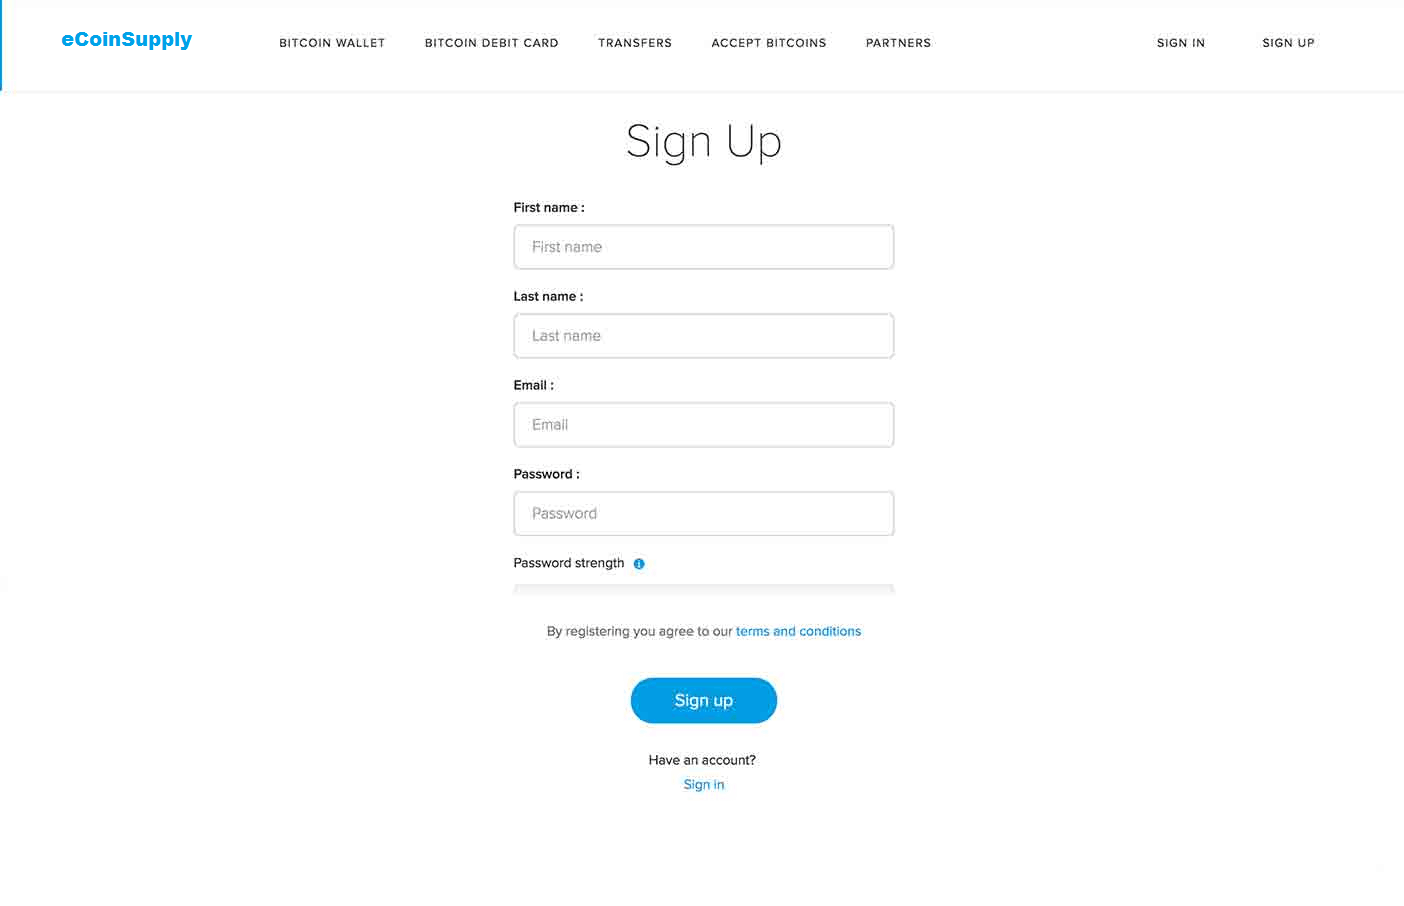 eCoinSupply BITCOIN WALLET BITCOIN DEBIT CARD TRANSFERS ACCEPT BITCOINS PARTNERS SIGN IN SIGN UP
Sign Up
First name :
First name
Last name :
Last name
Email :
Email
Password :
Password
Password strength i
By registering you agree to our terms and conditions
Sign up
Have an account?
Sign in